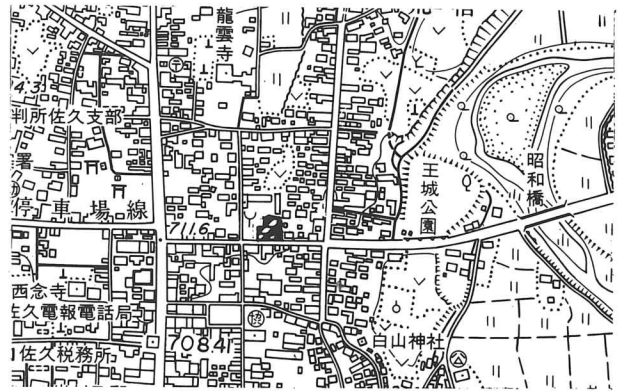 龍雲寺
判所佐久支部
停車場線
711.6
王城公園
昭和橋
西念寺
佐久電報電話局
708.4
佐久税務所
白山神社